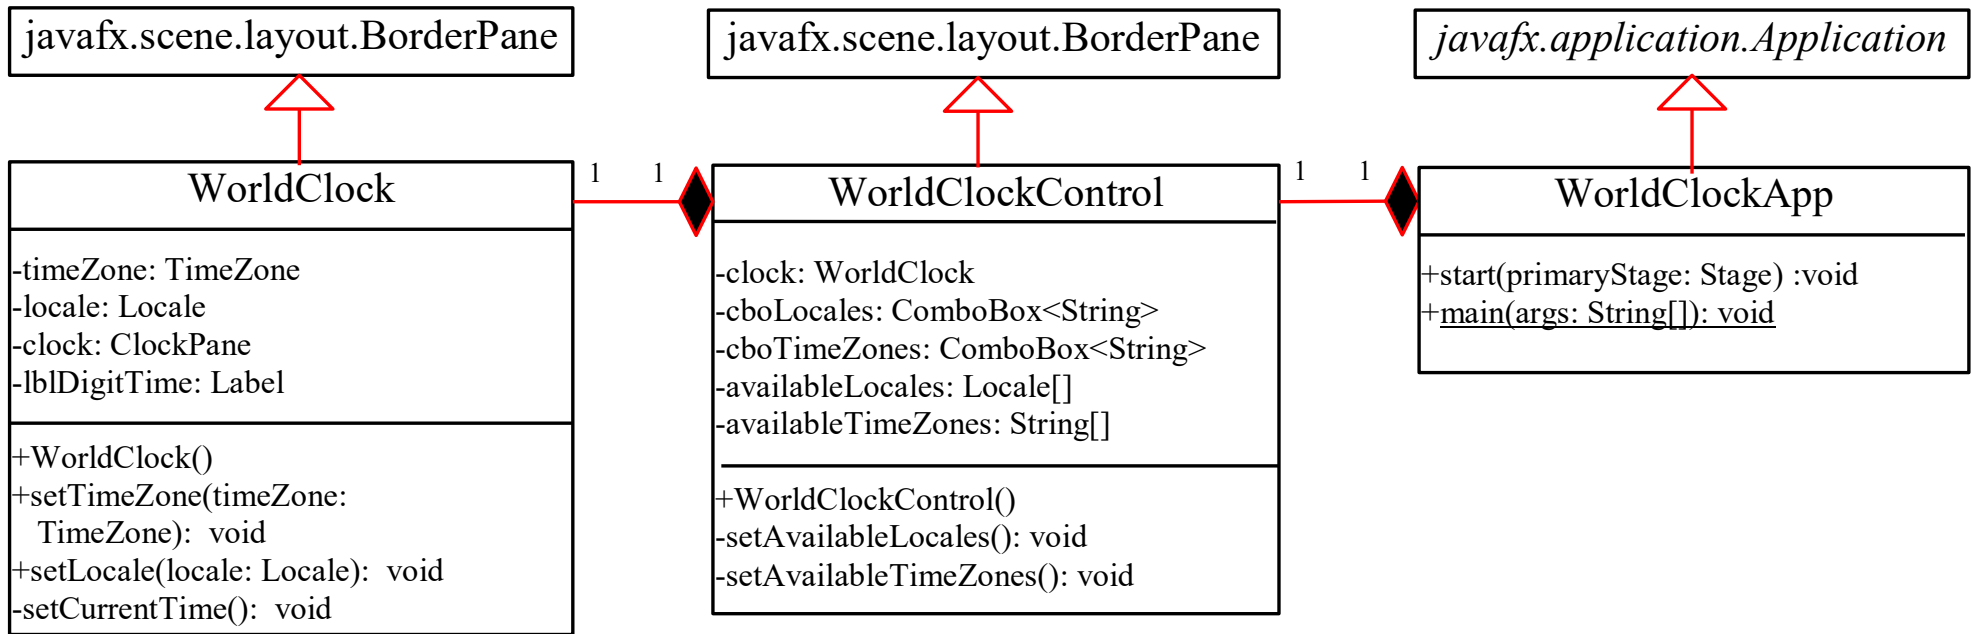 javafx.scene.layout.BorderPane
WorldClock
-timeZone: TimeZone
-locale: Locale
-clock: ClockPane
-lblDigitTime: Label
+WorldClock()
+setTimeZone(timeZone:
TimeZone): void
+setLocale(locale: Locale): void
-setCurrentTime(): void
1 1
javafx.scene.layout.BorderPane
WorldClockControl
-clock: WorldClock
-cboLocales: ComboBox<String>
-cboTimeZones: ComboBox<String>
-availableLocales: Locale[]
-availableTimeZones: String[]
+WorldClockControl()
-setAvailableLocales(): void
-setAvailableTimeZones(): void
1 1
javafx.application.Application
WorldClockApp
+start(primaryStage: Stage) :void
+main(args: String[]): void